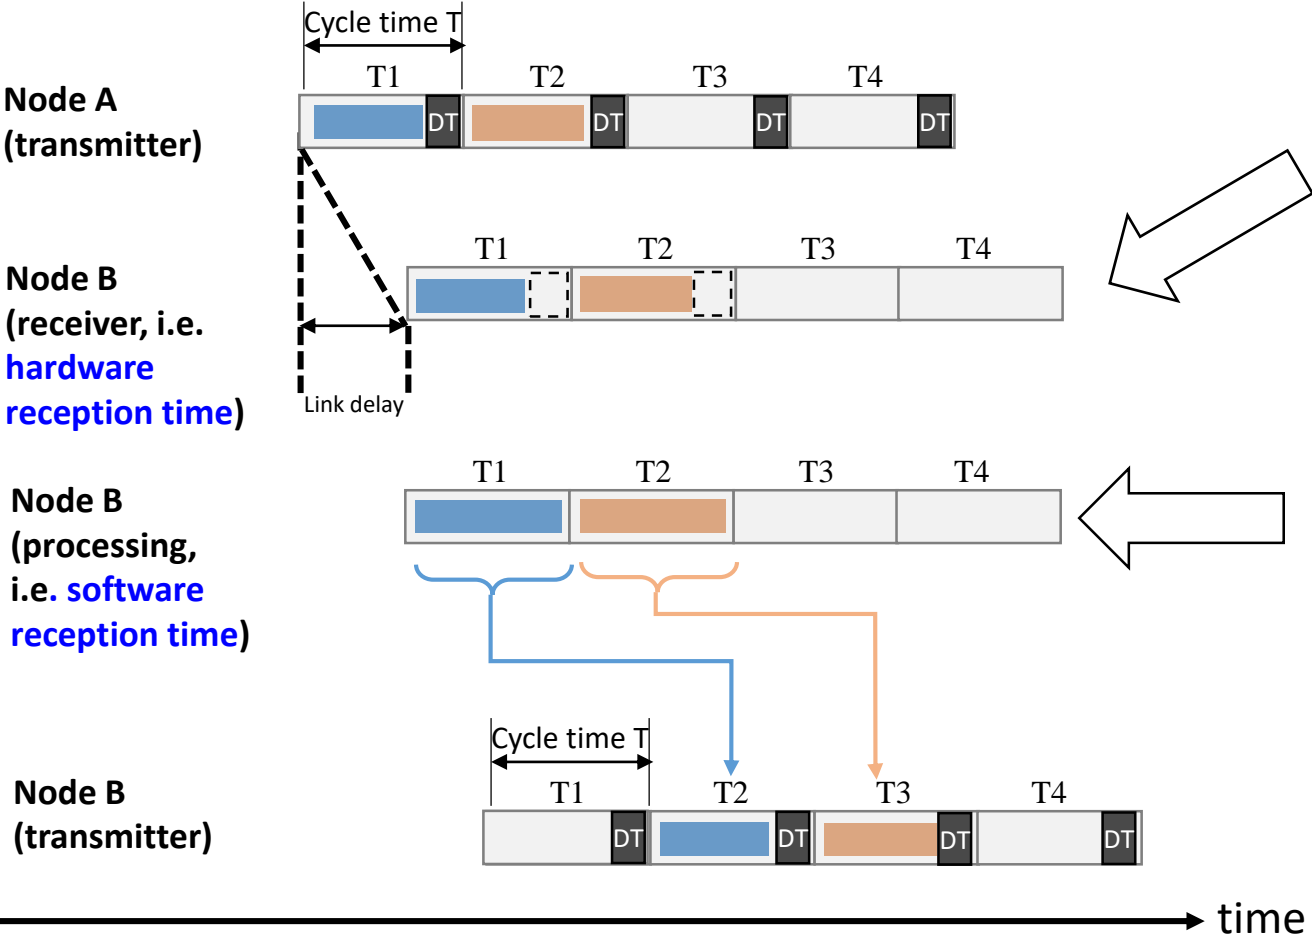 Cycle time T
T1 T2 T3 T4
Node A
(transmitter)
DT DT DT DT
T1 T2 T3 T4
Node B
(receiver, i.e.
hardware
reception time)
Link delay
T1 T2 T3 T4
Node B
(processing,
i.e. software
reception time)
Cycle time T
T1 T2 T3 T4
Node B
(transmitter)
DT DT DT DT
time